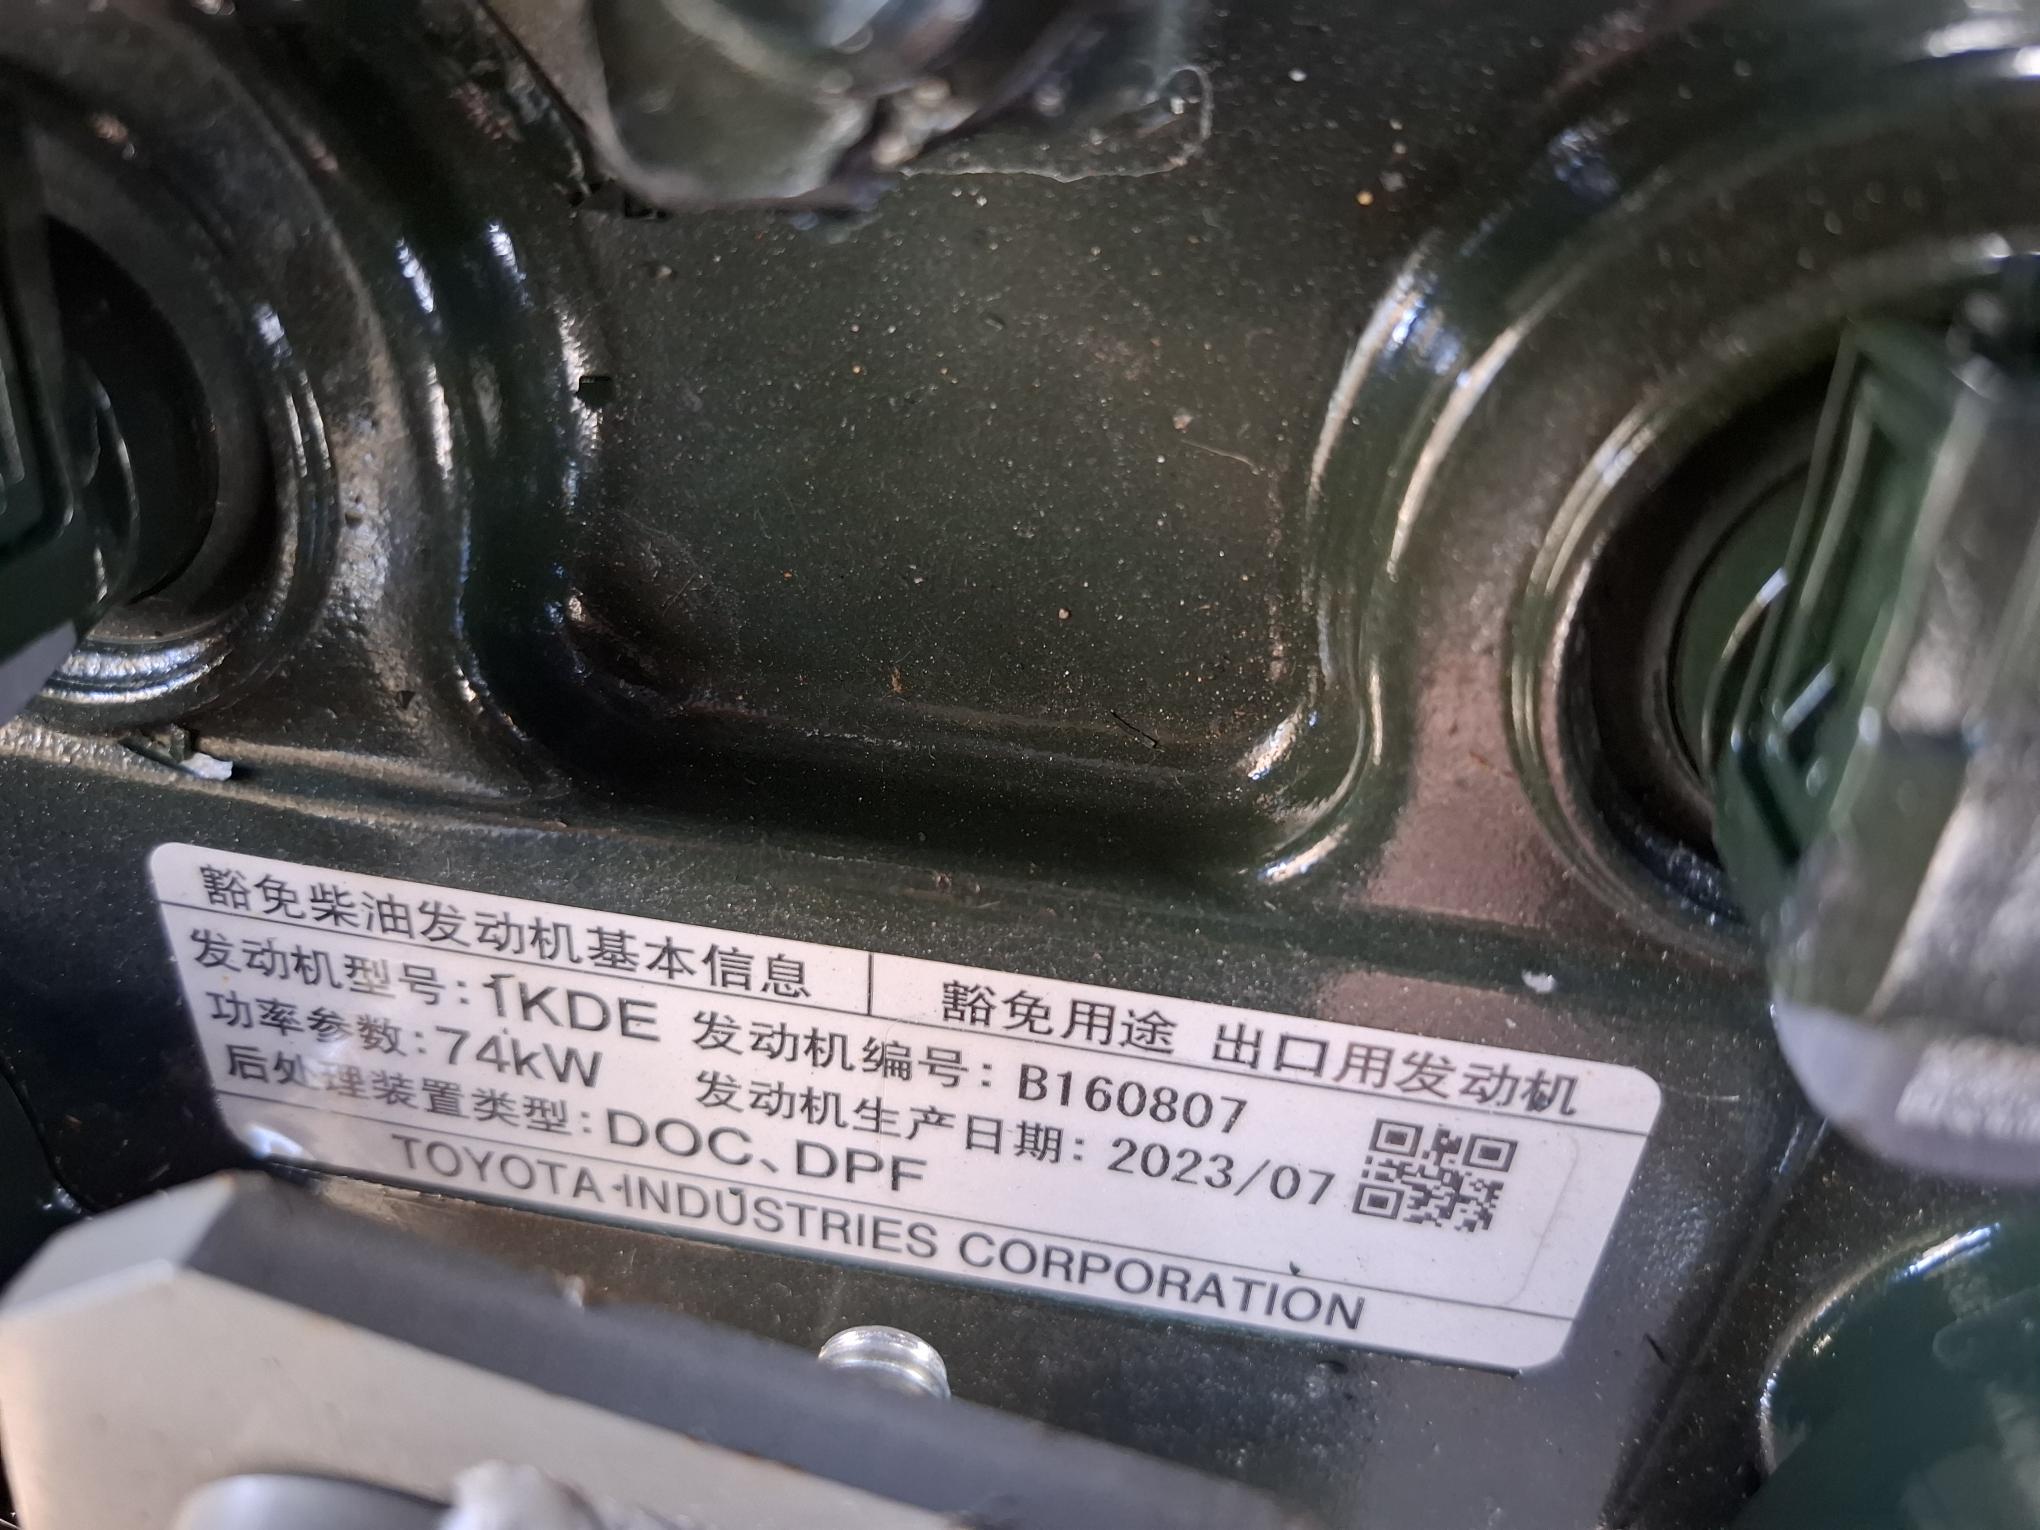 豁免柴油发动机基本信息 豁免用途 出口用发动机
发动机型号:1KDE 发动机编号: B160807
功率参数:74kW 发动机生产日期: 2023/07
后处理装置类型: DOC、DPF
TOYOTA INDUSTRIES CORPORATION